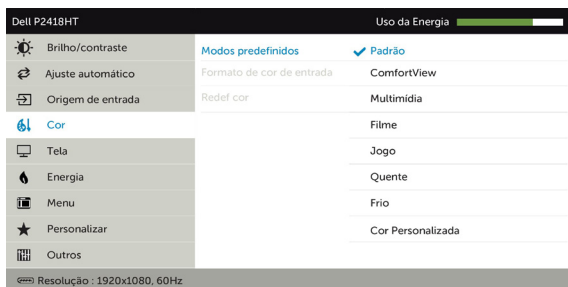 Dell P2418HT
Uso da Energia
Brilho/contraste
Ajuste automático
Origem de entrada
Cor
Tela
Energia
Menu
Personalizar
Outros
Modos predefinidos
Formato de cor de entrada
Redef cor
Padrão
ComfortView
Multimídia
Filme
Jogo
Quente
Frio
Cor Personalizada
Resolução : 1920x1080, 60Hz